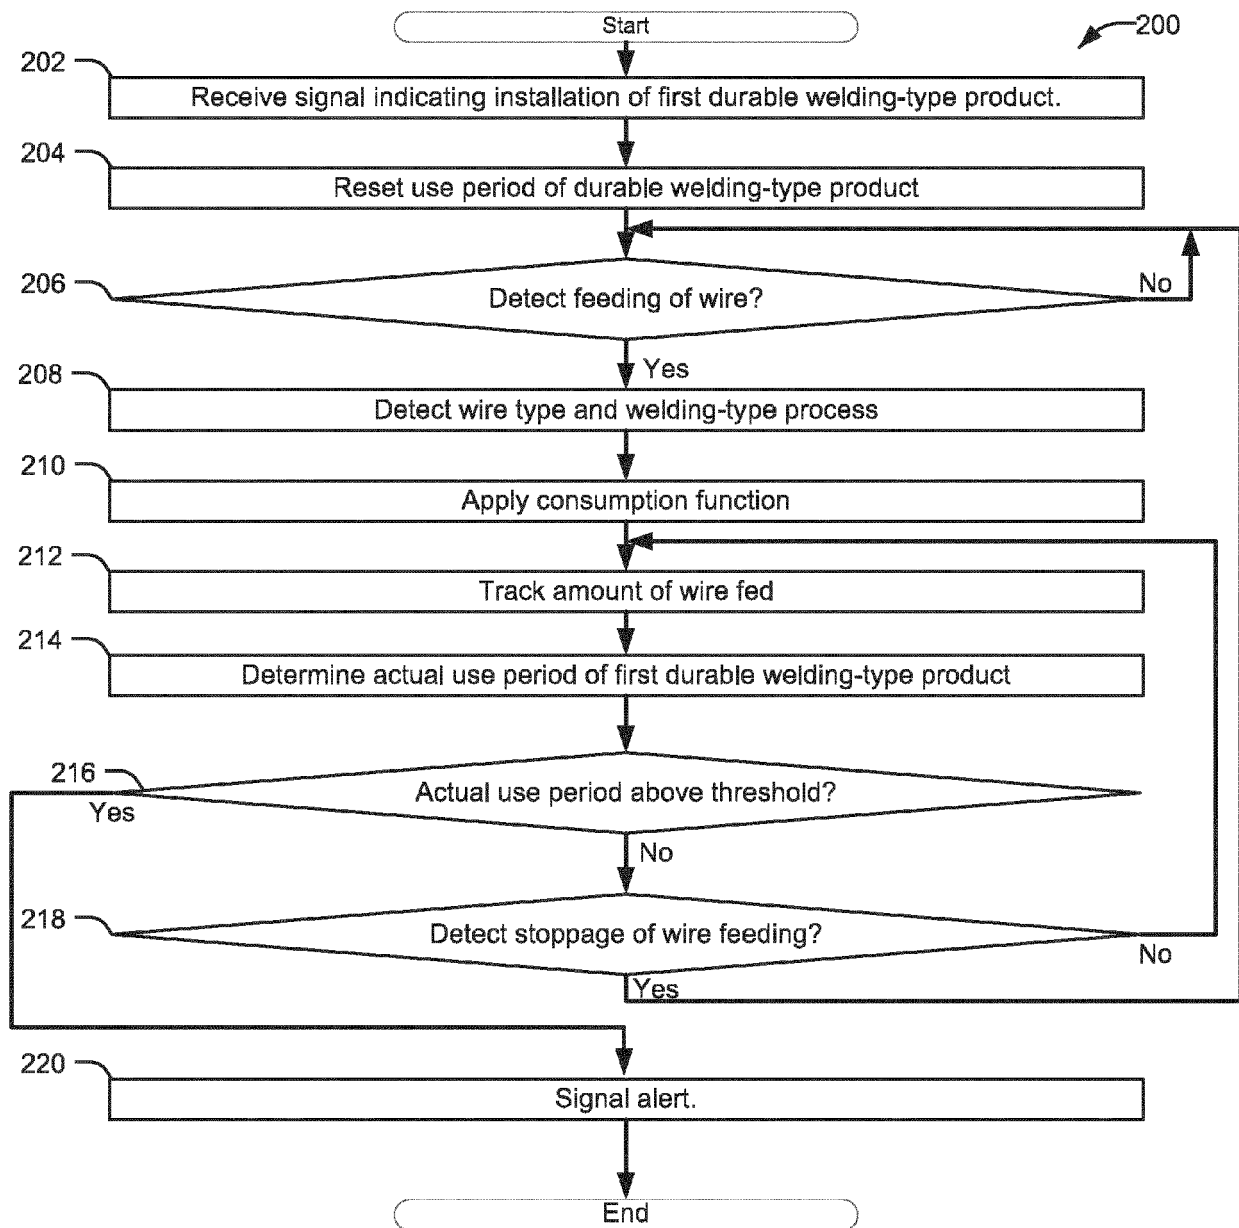 Start
200
202
Receive signal indicating installation of first durable welding-type product.
204
Reset use period of durable welding-type product
206
Detect feeding of wire?
No
Yes
208
Detect wire type and welding-type process
210
Apply consumption function
212
Track amount of wire fed
214
Determine actual use period of first durable welding-type product
216
Actual use period above threshold?
Yes
No
218
Detect stoppage of wire feeding?
No
Yes
220
Signal alert.
End